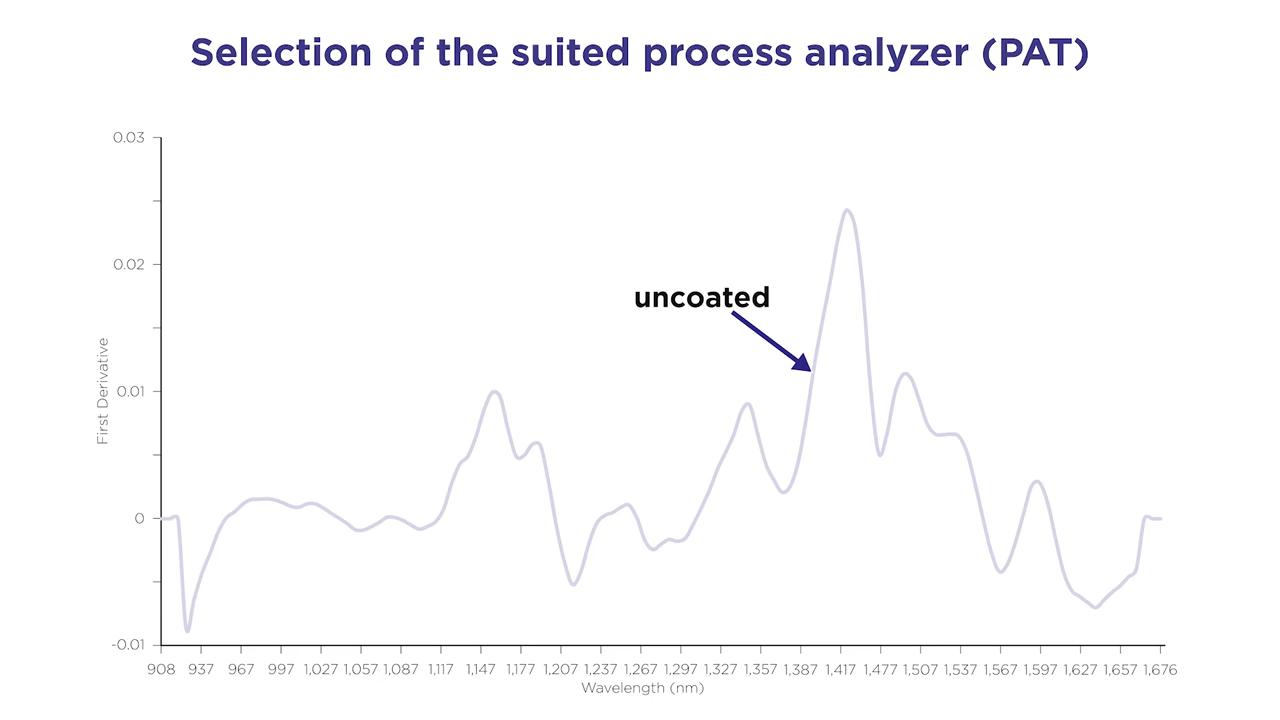 Selection of the suited process analyzer (PAT)
0.03
0.02
uncoated
First Derivative
0.01
0
-0.01
908 937 967 997 1,027 1,057 1,087 1,117 1,147 1,177 1,207 1,237 1,267 1,297 1,327 1,357 1,387 1,417 1,477 1,507 1,537 1,567 1,597 1,627 1,657 1,676
Wavelength (nm)